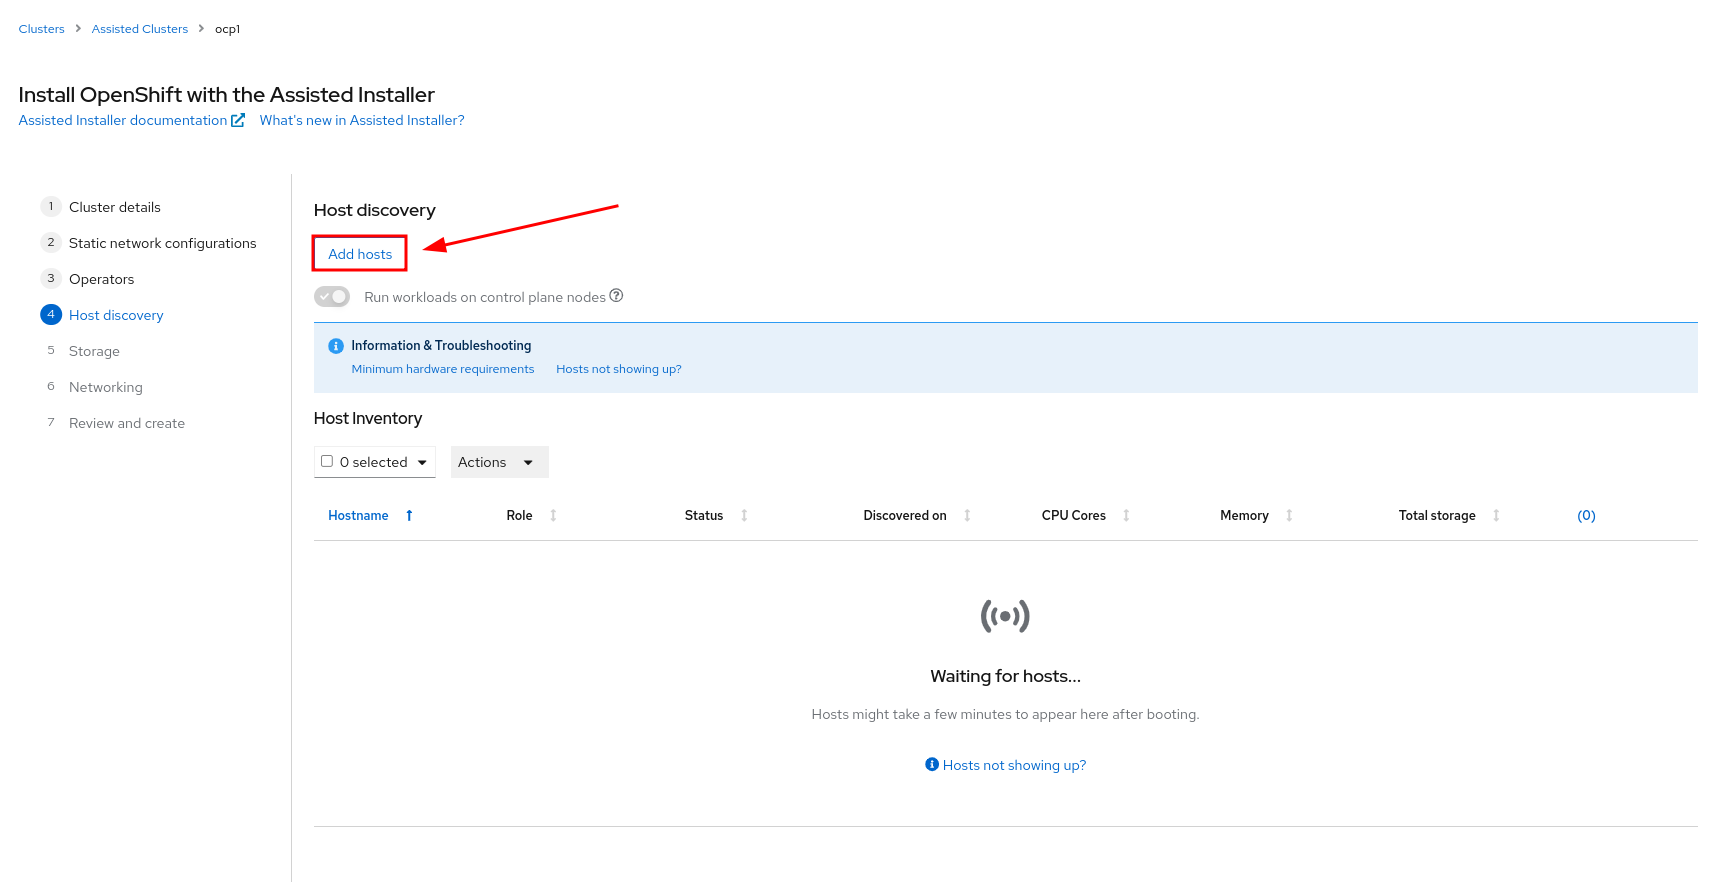 Clusters > Assisted Clusters > ocp1
Install OpenShift with the Assisted Installer
Assisted Installer documentation What's new in Assisted Installer?
1 Cluster details
2 Static network configurations
3 Operators
4 Host discovery
5 Storage
6 Networking
7 Review and create
Host discovery
Add hosts
Run workloads on control plane nodes
Information & Troubleshooting
Minimum hardware requirements Hosts not showing up?
Host Inventory
0 selected Actions
Hostname Role Status Discovered on CPU Cores Memory Total storage (0)
Waiting for hosts...
Hosts might take a few minutes to appear here after booting.
Hosts not showing up?